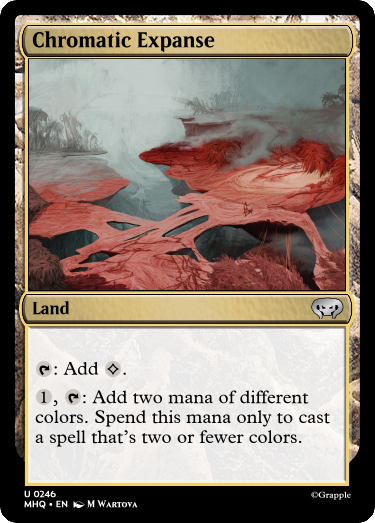 Chromatic Expanse
Land
: Add .
1, : Add two mana of different
colors. Spend this mana only to cast
a spell that's two or fewer colors.
U 0246
MHQ • EN M Wartova
©Grapple